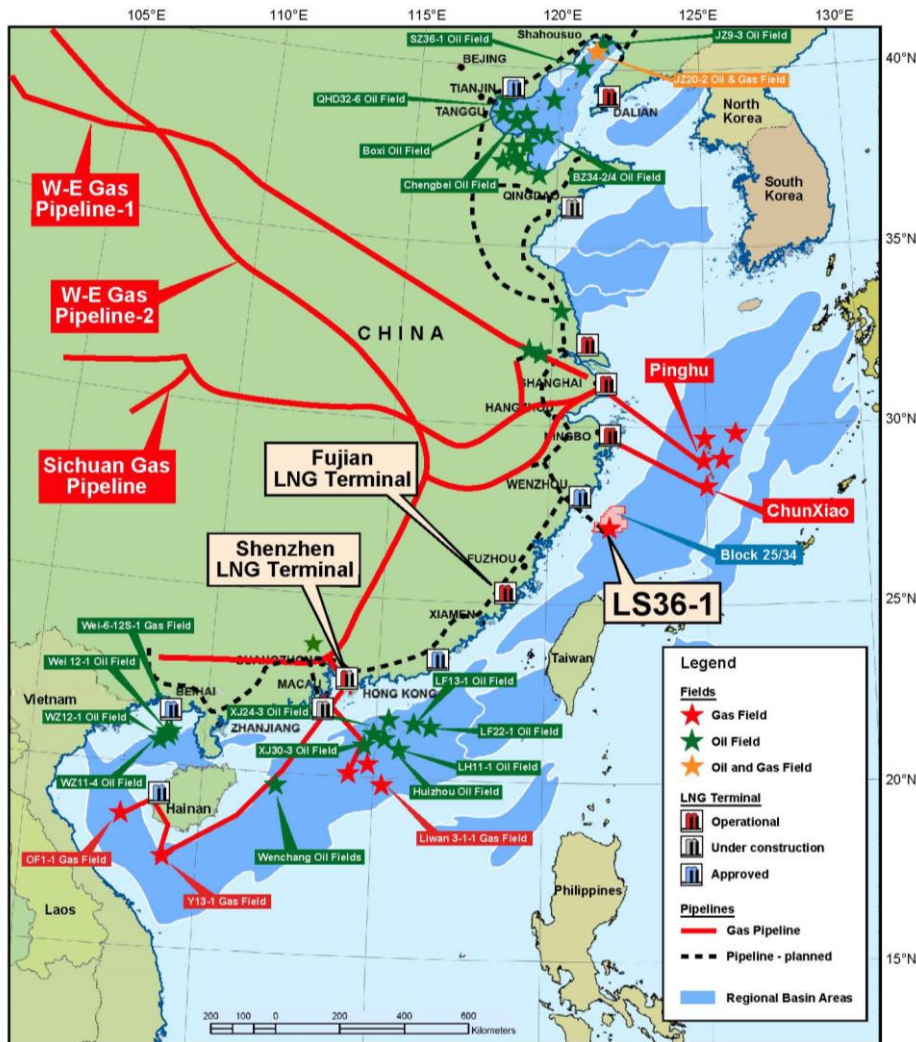 105°E
110°E
115°E
120°E
125°E
130°E
Shahousuo
SZ36-1 Oil Field
JZ9-3 Oil Field
40°N
BEJING
JZ20-2 Oil & Gas Field
TIANJIN
QHD32-6 Oil Field
TANGGU
DALIAN
North
Korea
Boxi Oil Field
W-E Gas
Pipeline-1
Chengbei Oil Field
BZ34-2/4 Oil Field
South
Korea
QINGDAO
35°N
W-E Gas
Pipeline-2
CHINA
Pinghu
SHANGHAI
HANGZHOU
30°N
NINGBO
Sichuan Gas
Pipeline
Fujian
LNG Terminal
WENZHOU
ChunXiao
Block 25/34
Shenzhen
LNG Terminal
FUZHOU
LS36-1
25°N
XIAMEN
Wei-6-12S-1 Gas Field
GUANGZHOU
Taiwan
Wei 12-1 Oil Field
BEIHAI
MACAU
HONG KONG
LF13-1 Oil Field
Vietnam
WZ12-1 Oil Field
XJ24-3 Oil Field
ZHANJIANG
LF22-1 Oil Field
XJ30-3 Oil Field
LH11-1 Oil Field
WZ11-4 Oil Field
Huizhou Oil Field
20°N
Hainan
Liwan 3-1-1 Gas Field
OF1-1 Gas Field
Wenchang Oil Fields
Y13-1 Gas Field
Laos
Philippines
15°N
Legend
Fields
Gas Field
Oil Field
Oil and Gas Field
LNG Terminal
Operational
Under construction
Approved
Pipelines
Gas Pipeline
Pipeline - planned
Regional Basin Areas
200 100 0 200 400 600
Kilometers